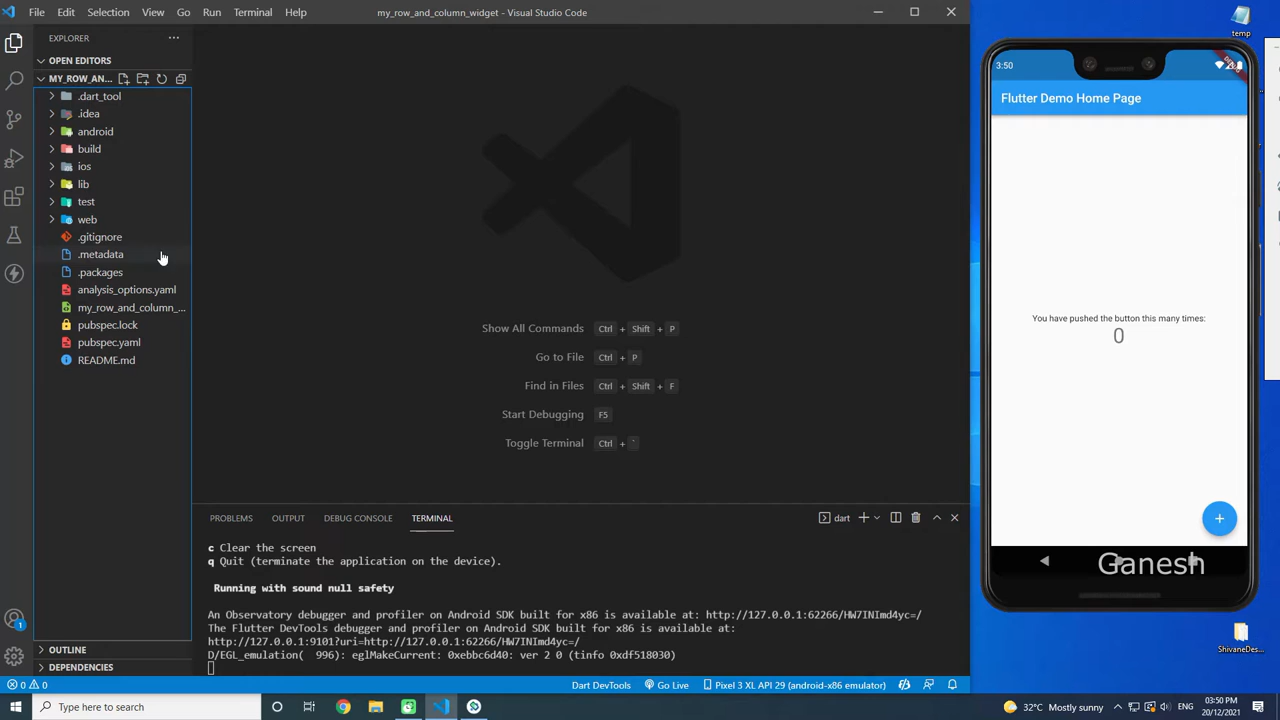 File Edit Selection View Go Run Terminal Help
my_row_and_column_widget - Visual Studio Code
EXPLORER
OPEN EDITORS
MY_ROW_AN...
.dart_tool
.idea
android
build
ios
lib
test
web
.gitignore
.metadata
.packages
analysis_options.yaml
my_row_and_column_...
pubspec.lock
pubspec.yaml
README.md
OUTLINE
DEPENDENCIES
Show All Commands Ctrl + Shift + P
Go to File Ctrl + P
Find in Files Ctrl + Shift + F
Start Debugging F5
Toggle Terminal Ctrl + `
PROBLEMS OUTPUT DEBUG CONSOLE TERMINAL
dart
c Clear the screen
q Quit (terminate the application on the device).
Running with sound null safety
An Observatory debugger and profiler on Android SDK built for x86 is available at: http://127.0.0.1:62266/HW7INImd4yc=/
The Flutter DevTools debugger and profiler on Android SDK built for x86 is available at:
http://127.0.0.1:9101?uri=http://127.0.0.1:62266/HW7INImd4yc=/
D/EGL_emulation( 996): eglMakeCurrent: 0xebbc6d40: ver 2 0 (tinfo 0xdf518030)
1
0 0
Dart DevTools Go Live Pixel 3 XL API 29 (android-x86 emulator)
temp
3:50
DEBUG
Flutter Demo Home Page
You have pushed the button this many times:
0
+
Ganesh
ShivaneDes...
Type here to search
32°C Mostly sunny
ENG
03:50 PM
20/12/2021